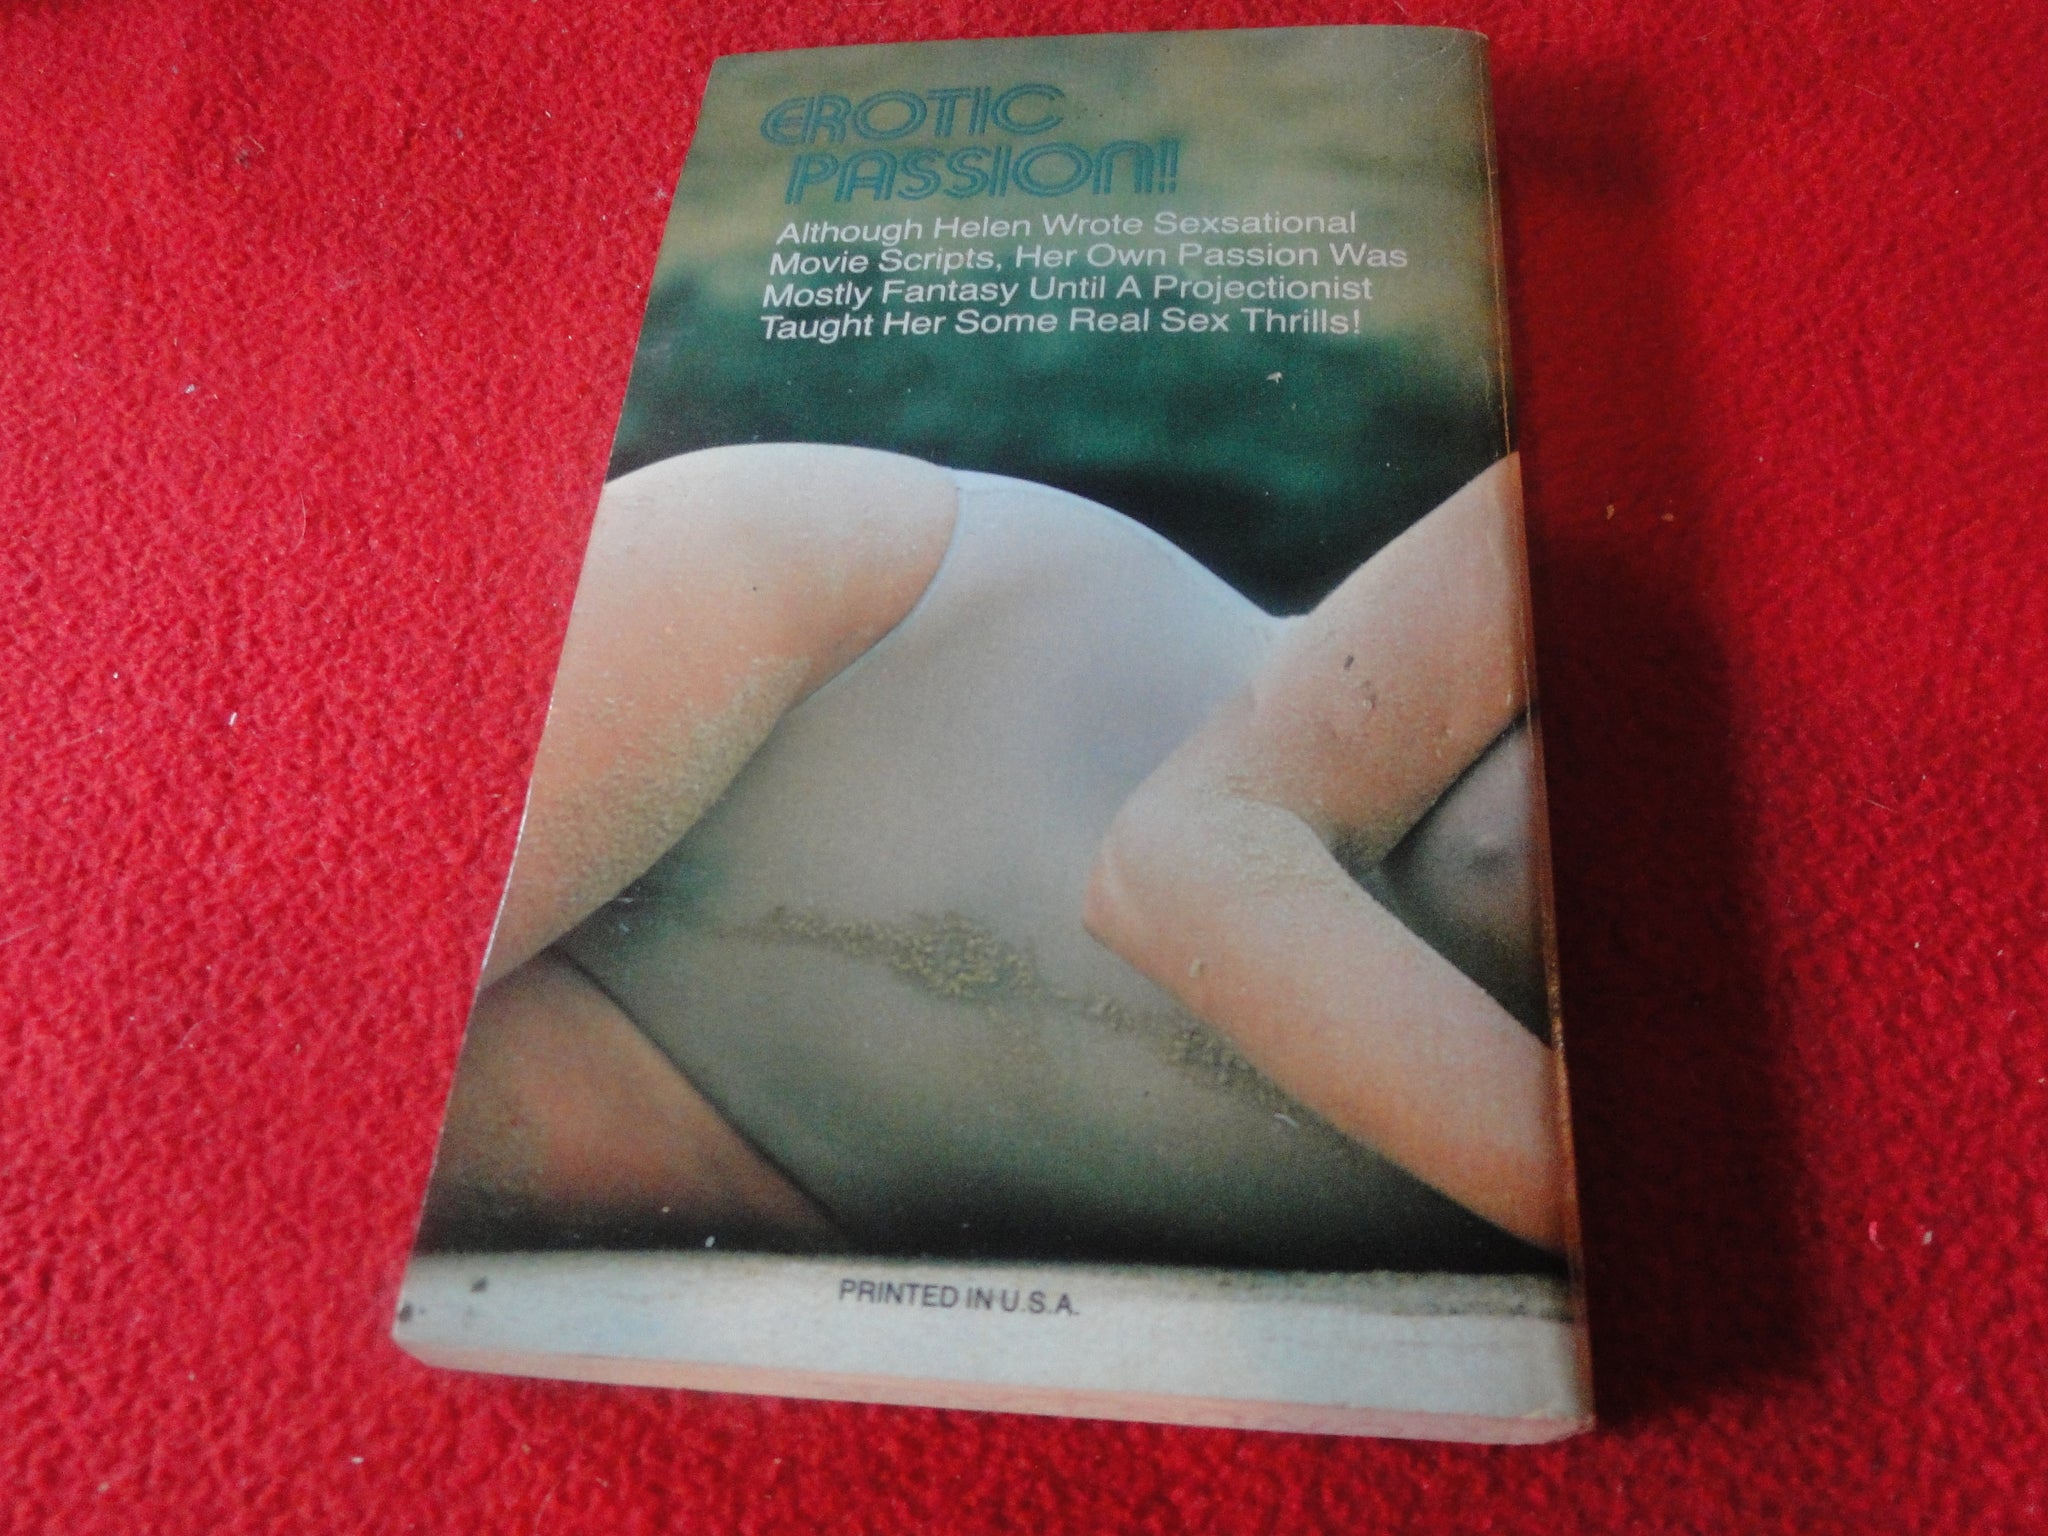 EROTIC
PASSION!!
Although Helen Wrote Sexsational
Movie Scripts, Her Own Passion Was
Mostly Fantasy Until A Projectionist
Taught Her Some Real Sex Thrills!
PRINTED IN U.S.A.